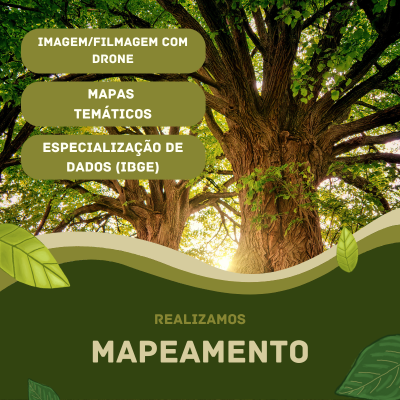 IMAGEM/FILMAGEM COM
DRONE
MAPAS
TEMÁTICOS
ESPECIALIZAÇÃO DE
DADOS (IBGE)
REALIZAMOS
MAPEAMENTO